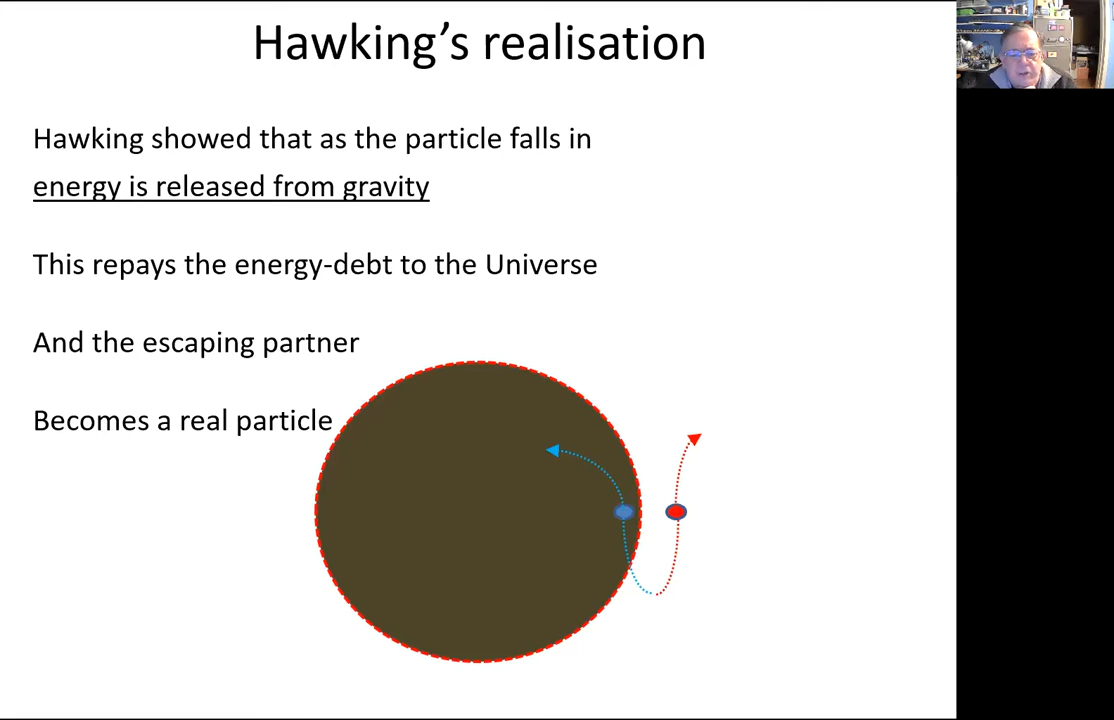 Hawking’s realisation
Hawking showed that as the particle falls in
energy is released from gravity
This repays the energy-debt to the Universe
And the escaping partner
Becomes a real particle